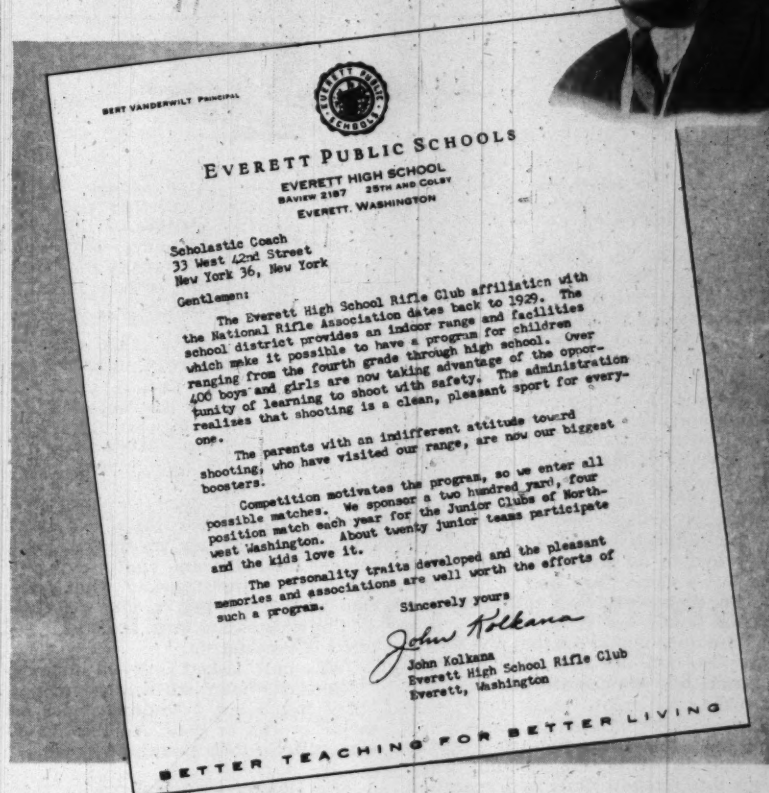 BERT VANDERWILT PRINCIPAL
EVERETT PUBLIC
SCHOOLS
EVERETT PUBLIC SCHOOLS
EVERETT HIGH SCHOOL
BAVIEW 2187 25TH AND COLBY
EVERETT, WASHINGTON
Scholastic Coach
33 West 42nd Street
New York 36, New York
Gentlemen:
The Everett High School Rifle Club affiliation with
the National Rifle Association dates back to 1929. The
school district provides an indoor range and facilities
which make it possible to have a program for children
ranging from the fourth grade through high school. Over
400 boys and girls are now taking advantage of the oppor-
tunity of learning to shoot with safety. The administration
realizes that shooting is a clean, pleasant sport for every-
one.
The parents with an indifferent attitude toward
shooting, who have visited our range, are now our biggest
boosters.
Competition motivates the program, so we enter all
possible matches. We sponsor a two hundred yard, four
position match each year for the Junior Clubs of North-
west Washington. About twenty junior teams participate
and the kids love it.
The personality traits developed and the pleasant
memories and associations are well worth the efforts of
such a program.
Sincerely yours
John Kolkana
John Kolkana
Everett High School Rifle Club
Everett, Washington
BETTER TEACHING FOR BETTER LIVING